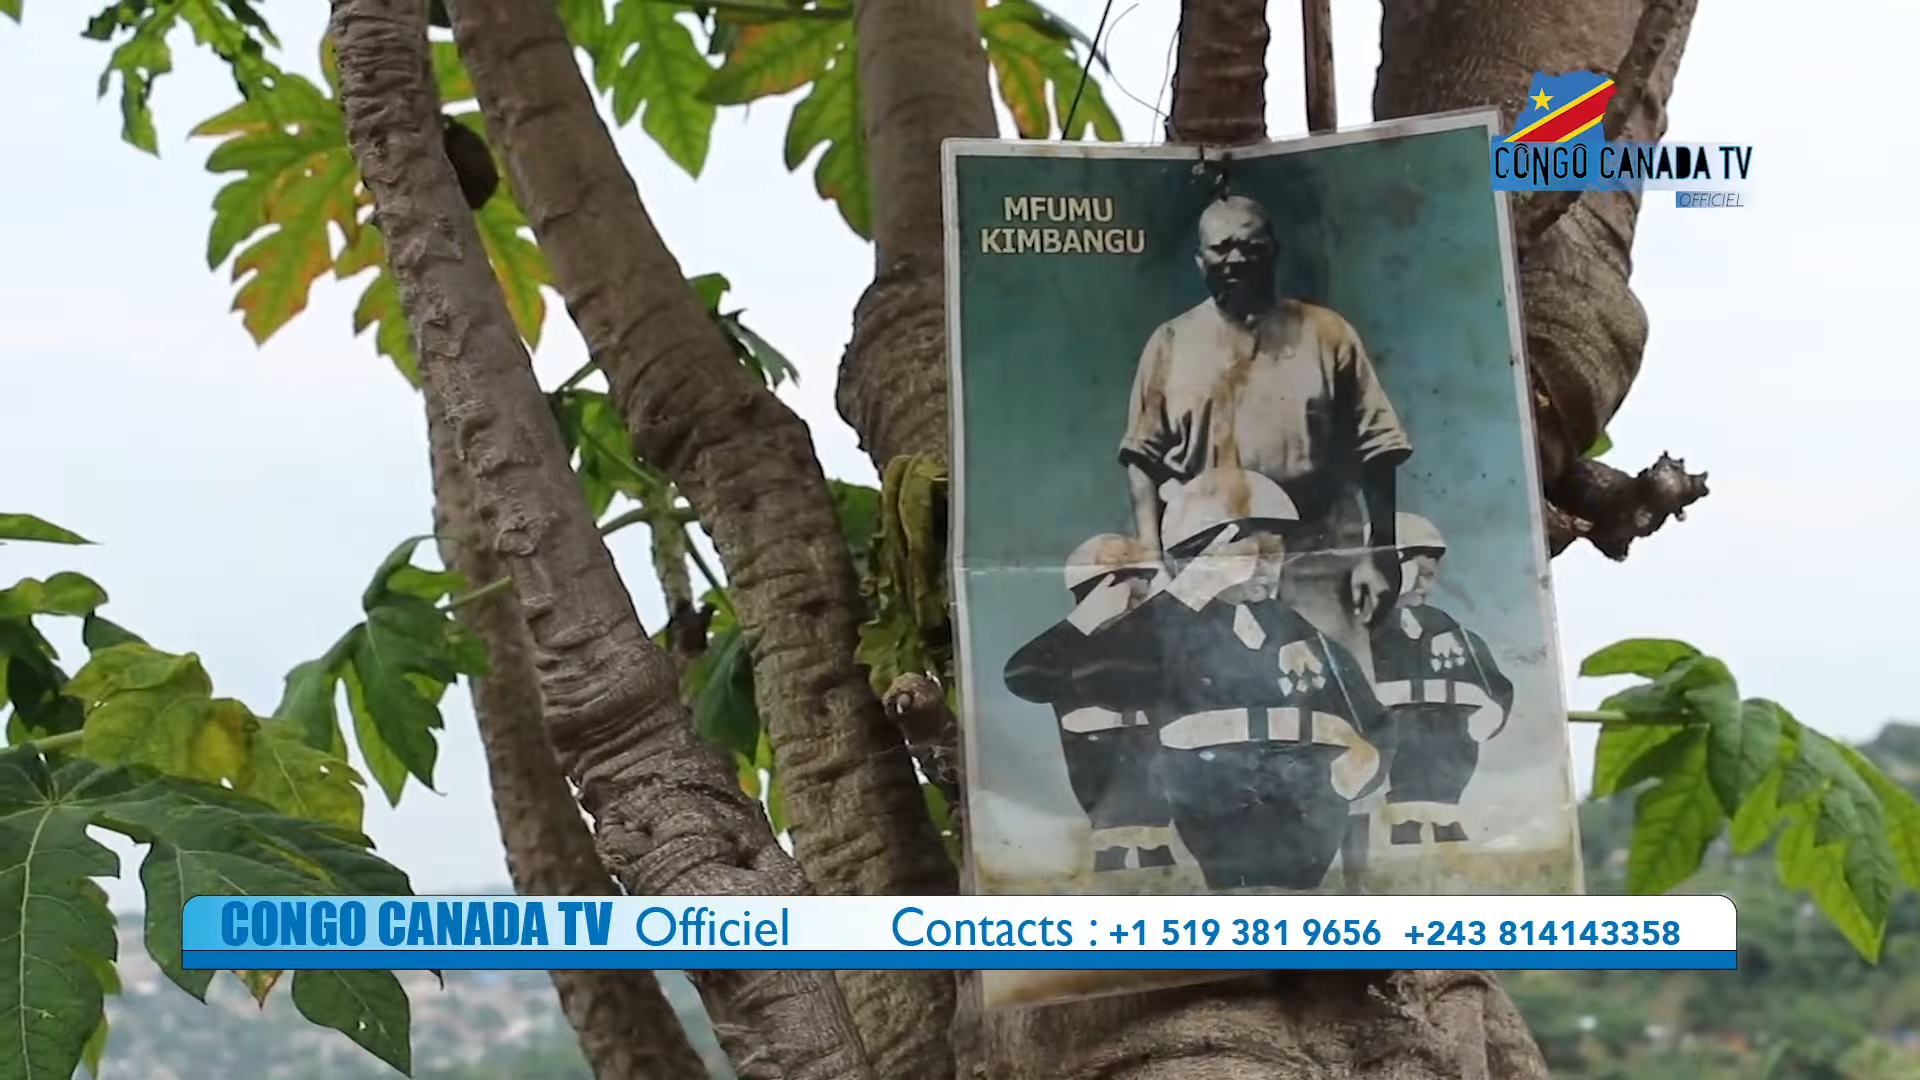 MFUMU
KIMBANGU
CONGO CANADA TV
OFFICIEL
CONGO CANADA TV Officiel Contacts : +1 519 381 9656 +243 814143358